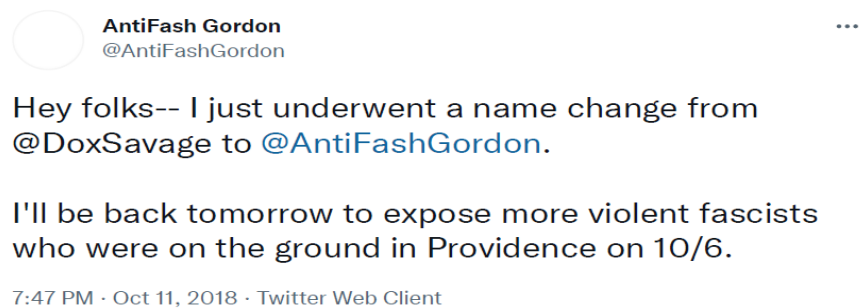 AntiFash Gordon
@AntiFashGordon
Hey folks-- I just underwent a name change from
@DoxSavage to @AntiFashGordon.
I'll be back tomorrow to expose more violent fascists
who were on the ground in Providence on 10/6.
7:47 PM · Oct 11, 2018 · Twitter Web Client